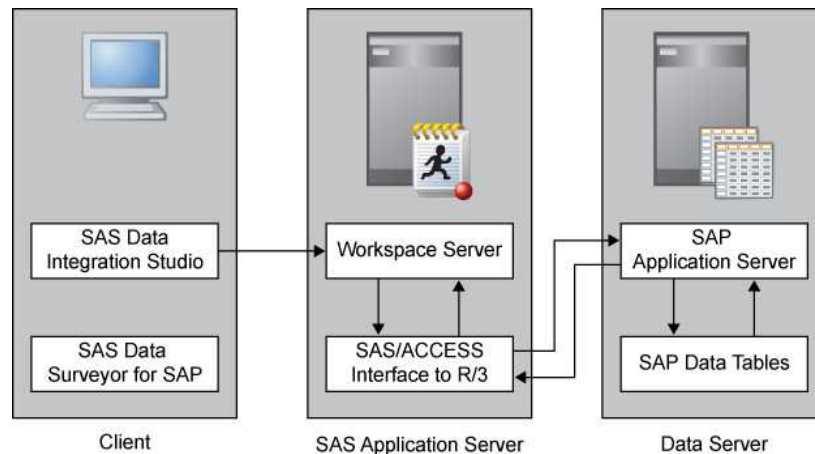 SAS Data
Integration Studio
SAS Data
Surveyor for SAP
Client
Workspace Server
SAS/ACCESS
Interface to R/3
SAS Application Server
SAP
Application Server
SAP Data Tables
Data Server